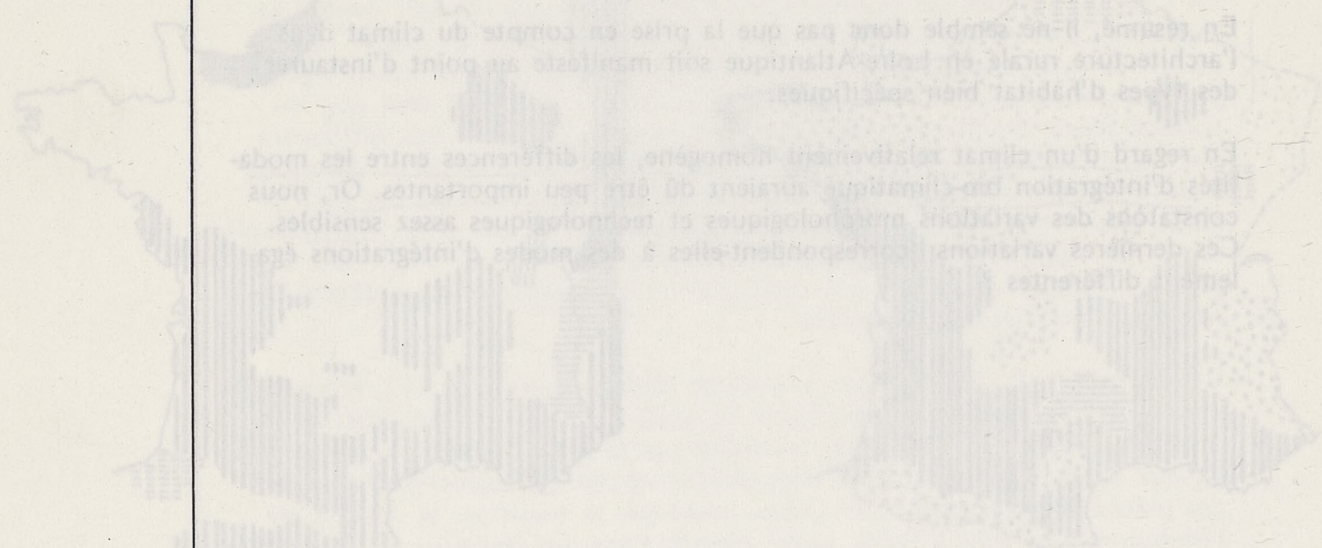 En résumé, il ne semble donc pas que la prise en compte du climat dans
l'architecture rurale en Loire-Atlantique soit manifeste au point d'instaurer
des types d'habitat bien spécifiques.
En regard d'un climat relativement homogène, les différences entre les moda-
lités d'intégration bio-climatique auraient dû être peu importantes. Or, nous
constatons des variations morphologiques et technologiques assez sensibles.
Ces dernières variations correspondent-elles à des modes d'intégrations éga-
lement différentes ?